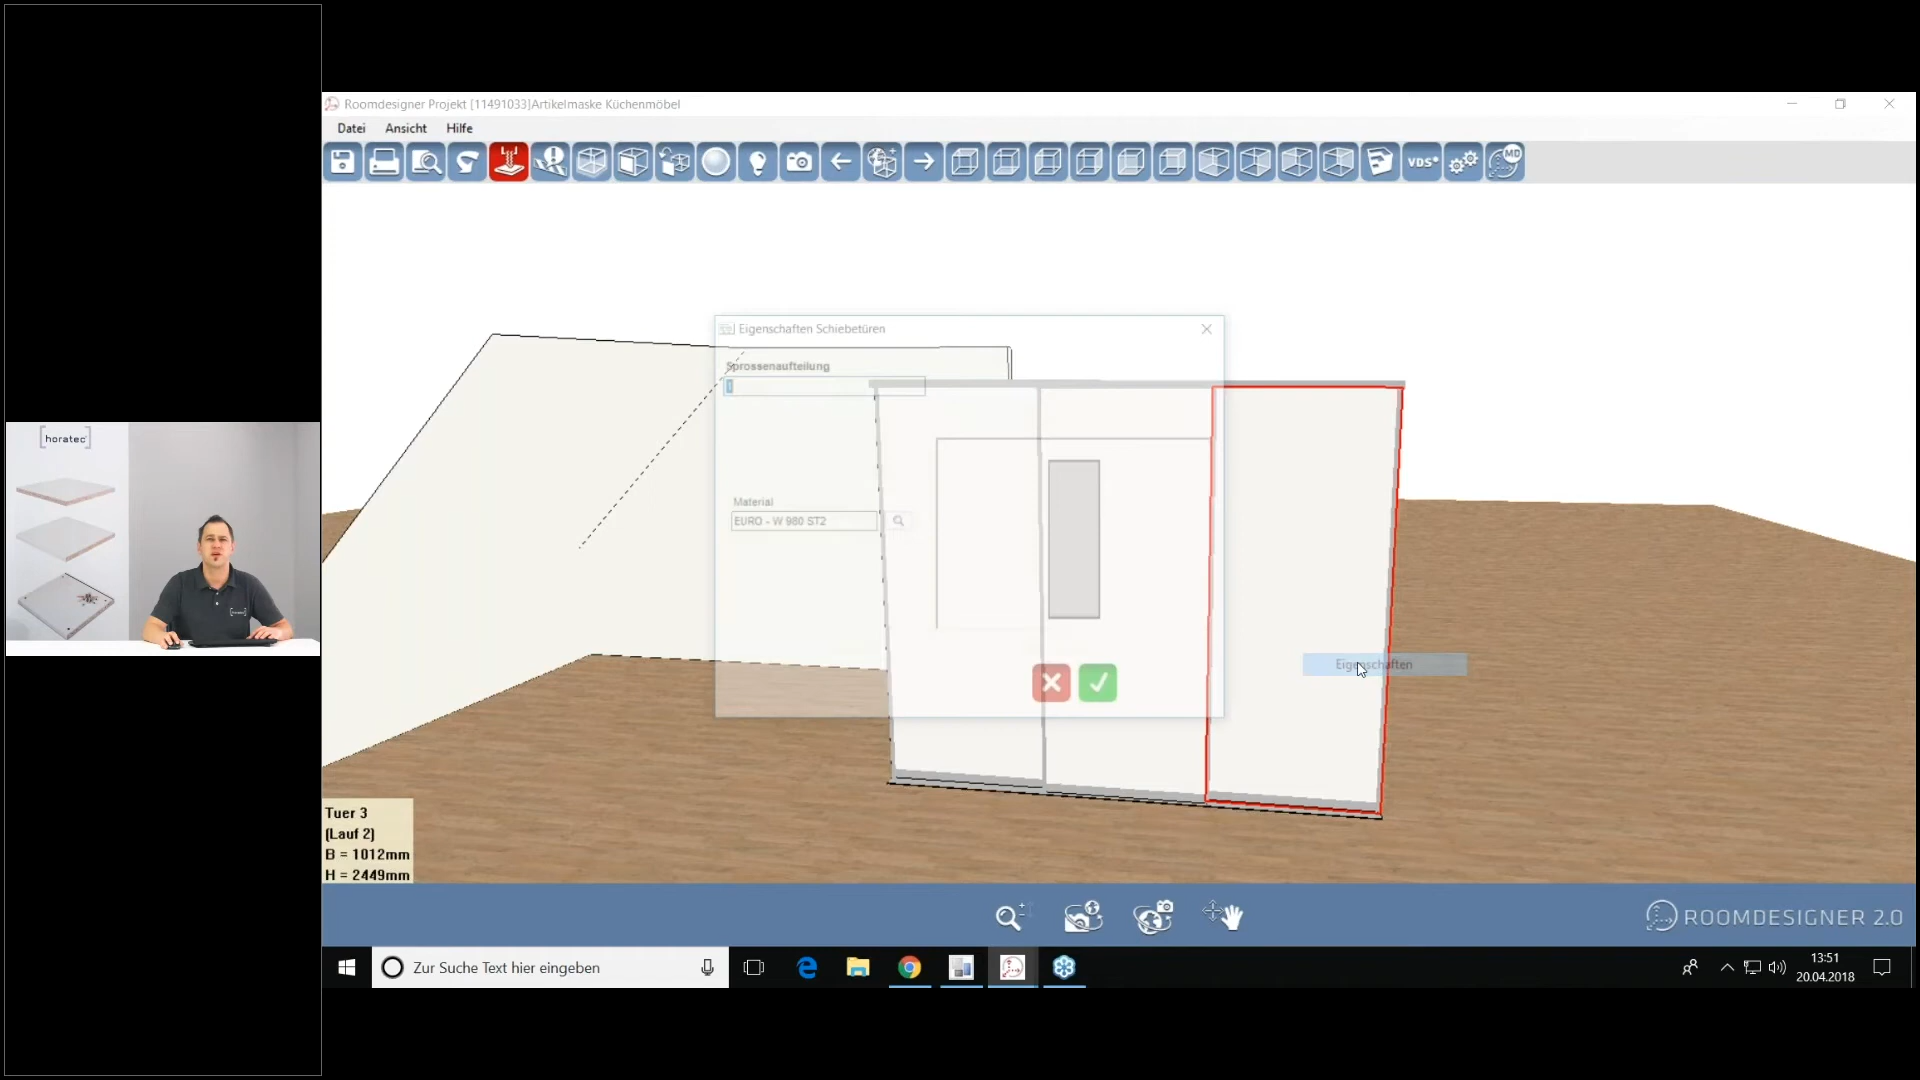 Roomdesigner Projekt [11491033]Artikelmaske Küchenmöbel
Datei Ansicht Hilfe
VDS+
MD
Eigenschaften Schiebetüren
Sprossenaufteilung
1
Material
EURO - W 980 ST2
Eigenschaften
[horatec]
Tuer 3
(Lauf 2)
B = 1012mm
H = 2449mm
ROOMDESIGNER 2.0
Zur Suche Text hier eingeben
13:51
20.04.2018